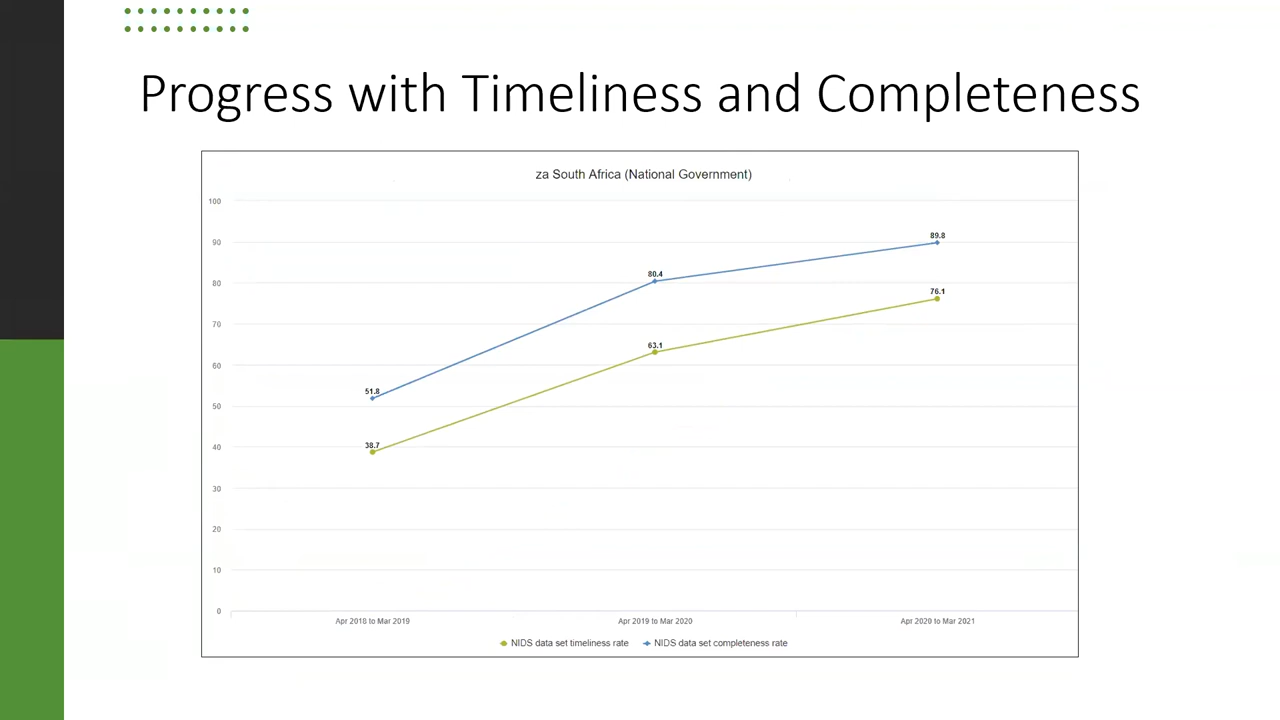 Progress with Timeliness and Completeness
za South Africa (National Government)
100
90
80
70
60
50
40
30
20
10
0
51.8
80.4
89.8
38.7
63.1
76.1
Apr 2018 to Mar 2019
Apr 2019 to Mar 2020
Apr 2020 to Mar 2021
NIDS data set timeliness rate
NIDS data set completeness rate